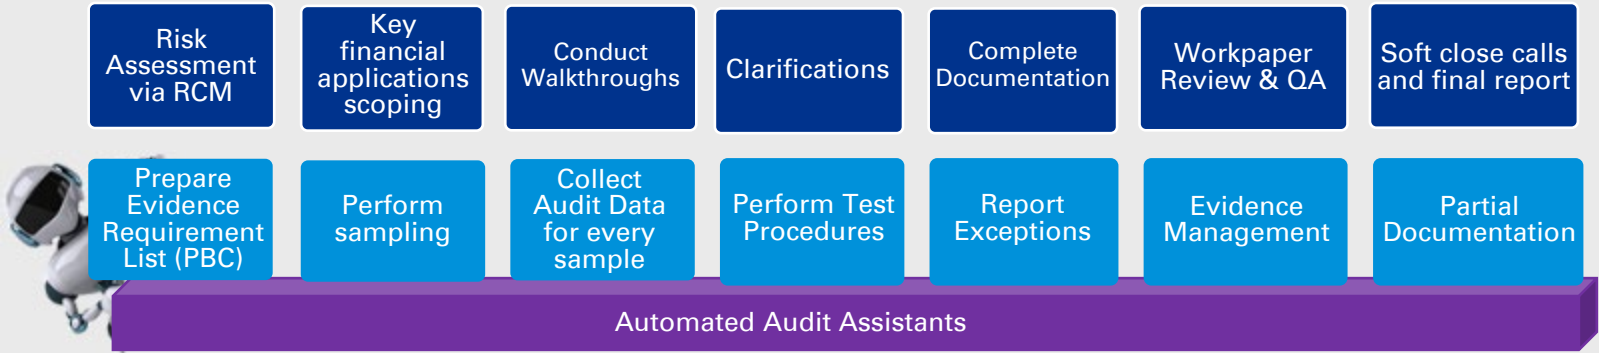 Risk
Assessment
via RCM
Key
financial
applications
scoping
Conduct
Walkthroughs
Clarifications
Complete
Documentation
Workpaper
Review & QA
Soft close calls
and final report
Prepare
Evidence
Requirement
List (PBC)
Perform
sampling
Collect
Audit Data
for every
sample
Perform Test
Procedures
Report
Exceptions
Evidence
Management
Partial
Documentation
Automated Audit Assistants